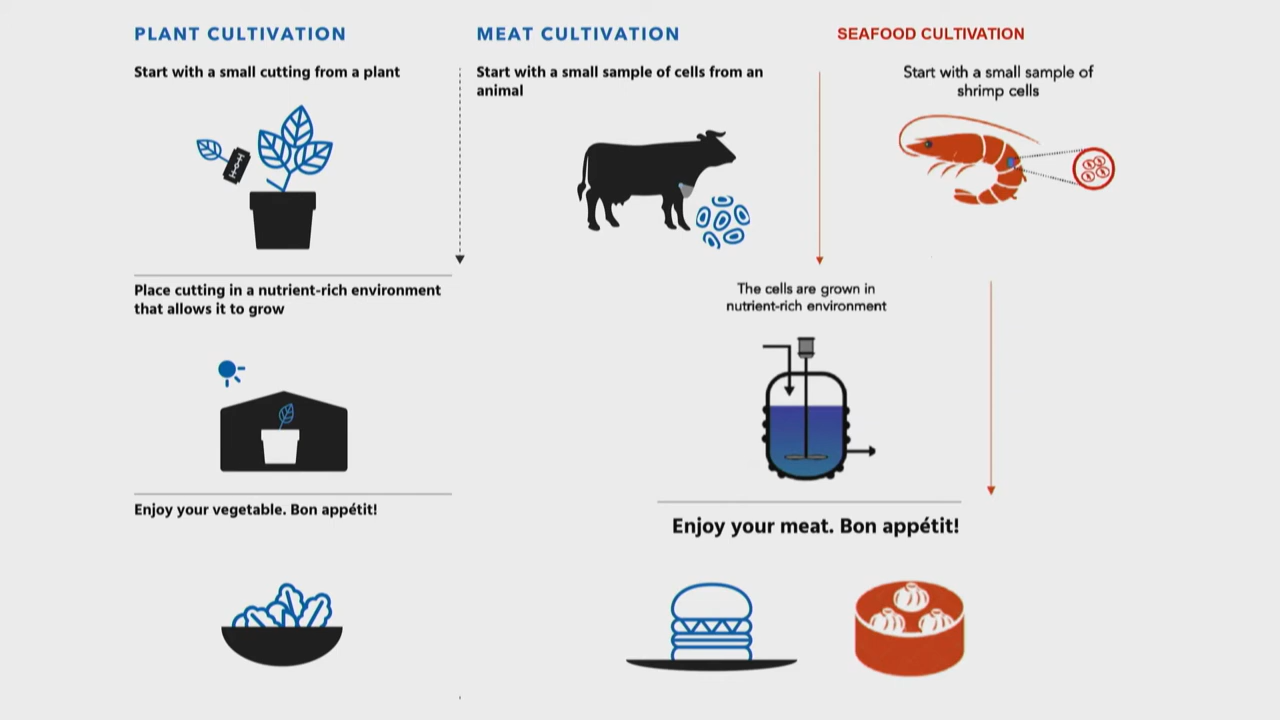 PLANT CULTIVATION
Start with a small cutting from a plant
Place cutting in a nutrient-rich environment
that allows it to grow
Enjoy your vegetable. Bon appétit!
MEAT CULTIVATION
Start with a small sample of cells from an
animal
SEAFOOD CULTIVATION
Start with a small sample of
shrimp cells
The cells are grown in
nutrient-rich environment
Enjoy your meat. Bon appétit!